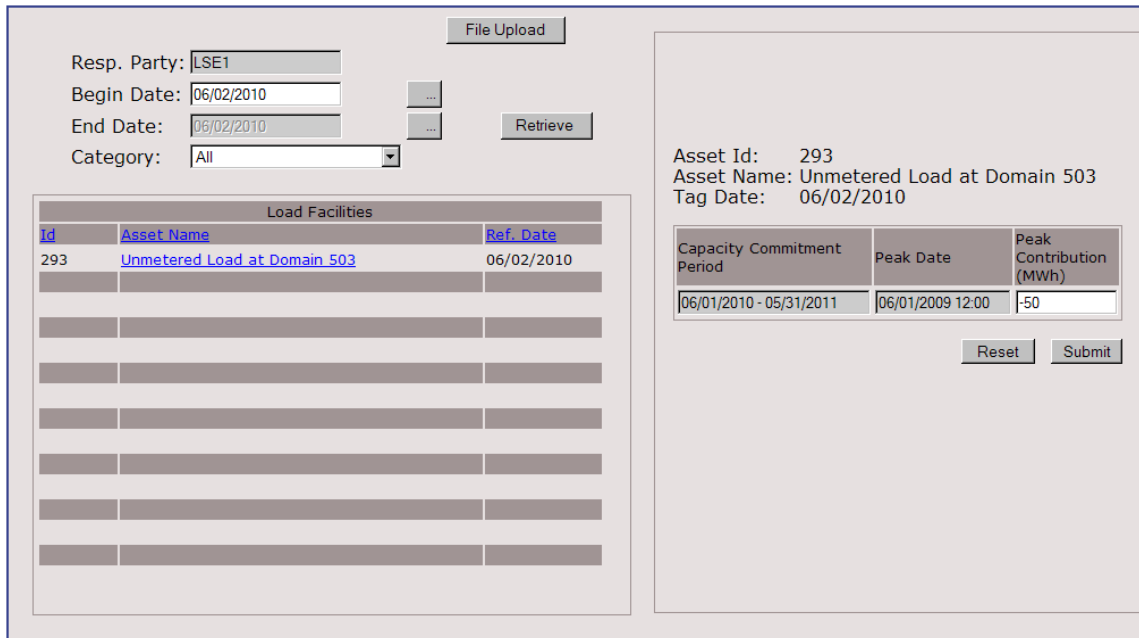 File Upload
Resp. Party: LSE1
Begin Date: 06/02/2010 ...
End Date: 06/02/2010 ... Retrieve
Category: All
Load Facilities
Id Asset Name Ref. Date
293 Unmetered Load at Domain 503 06/02/2010
Asset Id: 293
Asset Name: Unmetered Load at Domain 503
Tag Date: 06/02/2010
Capacity Commitment
Period
Peak Date
Peak
Contribution
(MWh)
06/01/2010 - 05/31/2011 06/01/2009 12:00 -50
Reset Submit